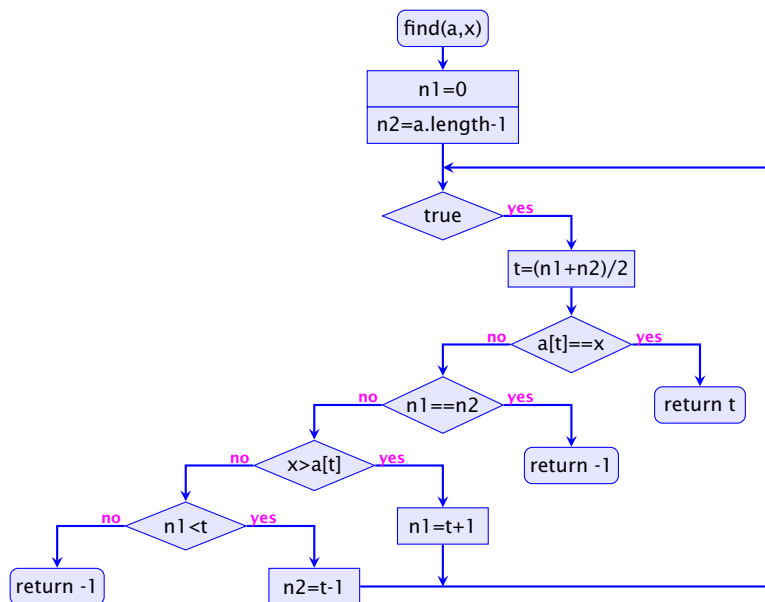 find(a,x)
n1=0
n2=a.length-1
true
yes
t=(n1+n2)/2
no
a[t]==x
yes
no
n1==n2
yes
return t
no
x>a[t]
yes
return -1
no
n1<t
yes
n1=t+1
return -1
n2=t-1